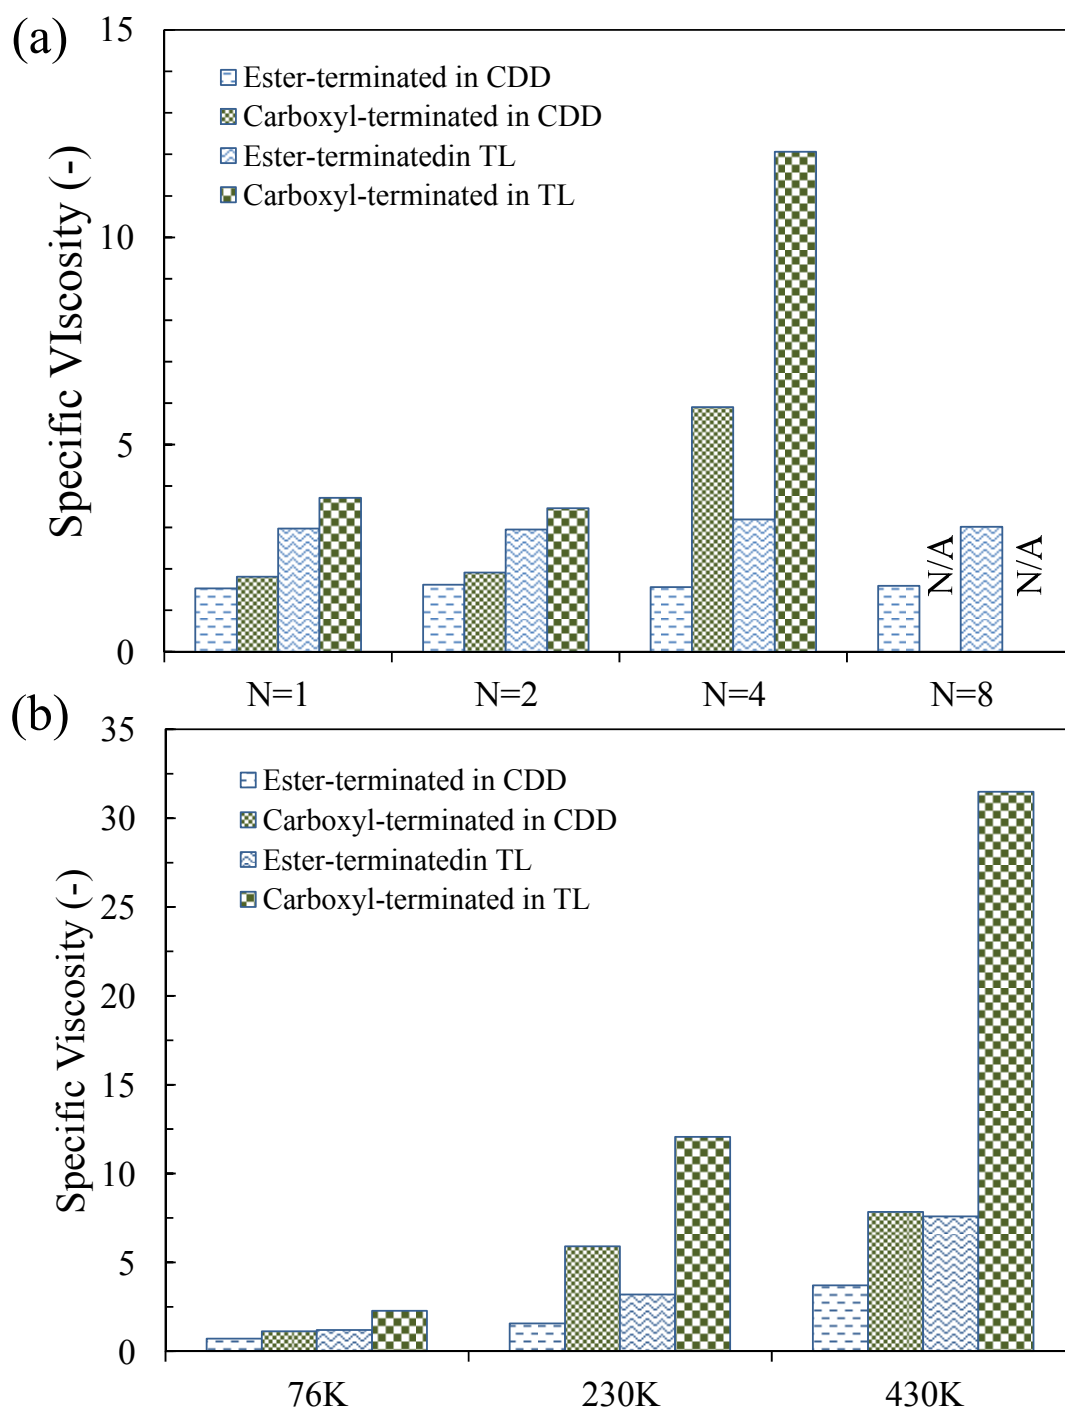 (a)
15
Ester-terminated in CDD
Carboxyl-terminated in CDD
Ester-terminatedin TL
Carboxyl-terminated in TL
10
5
0
Specific VIscosity (-)
N/A
N/A
N=1
N=2
N=4
N=8
(b)
35
Ester-terminated in CDD
Carboxyl-terminated in CDD
Ester-terminatedin TL
Carboxyl-terminated in TL
30
25
20
15
10
5
0
Specific Viscosity (-)
76K
230K
430K